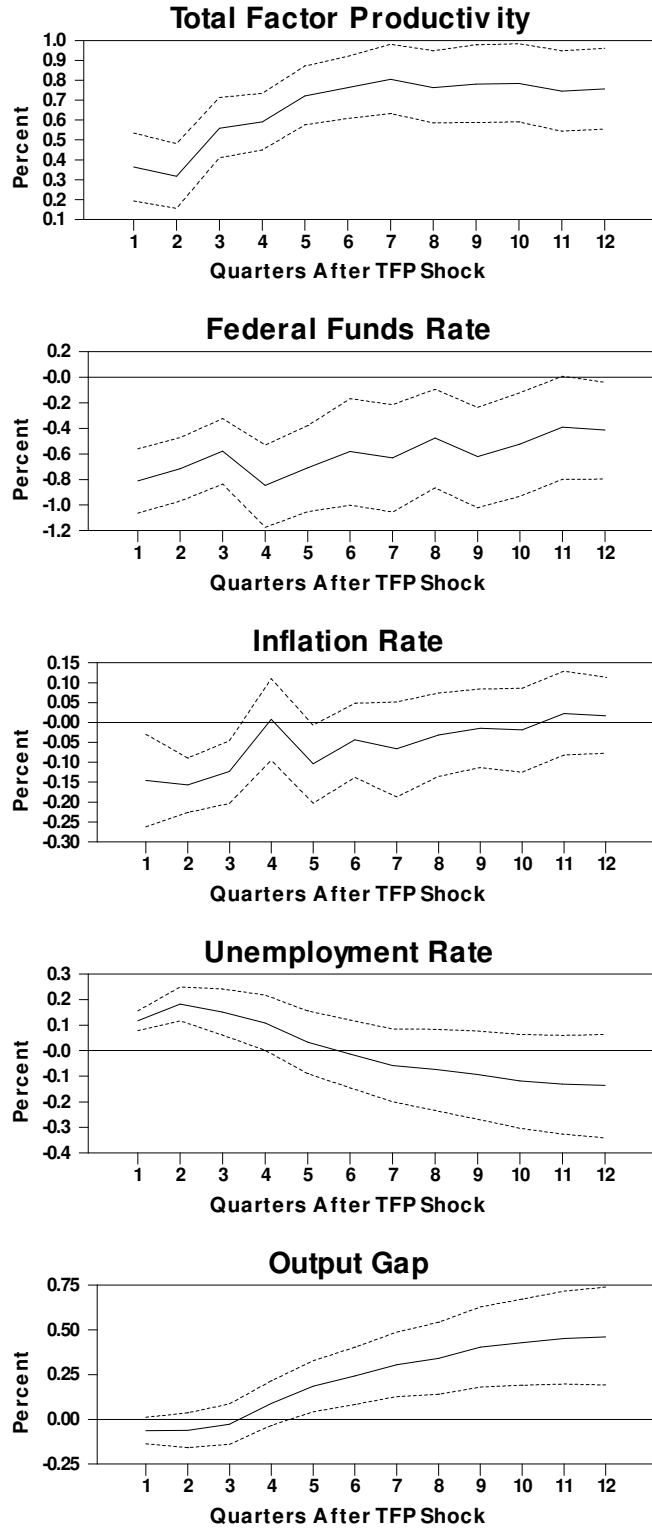 Total Factor Productivity
1.0
0.9
0.8
0.7
0.6
0.5
0.4
0.3
0.2
0.1
Percent
1 2 3 4 5 6 7 8 9 10 11 12
Quarters After TFP Shock
Federal Funds Rate
0.2
-0.0
-0.2
-0.4
-0.6
-0.8
-1.0
-1.2
Percent
1 2 3 4 5 6 7 8 9 10 11 12
Quarters After TFP Shock
Inflation Rate
0.15
0.10
0.05
-0.00
-0.05
-0.10
-0.15
-0.20
-0.25
-0.30
Percent
1 2 3 4 5 6 7 8 9 10 11 12
Quarters After TFP Shock
Unemployment Rate
0.3
0.2
0.1
-0.0
-0.1
-0.2
-0.3
-0.4
Percent
1 2 3 4 5 6 7 8 9 10 11 12
Quarters After TFP Shock
Output Gap
0.75
0.50
0.25
0.00
-0.25
Percent
1 2 3 4 5 6 7 8 9 10 11 12
Quarters After TFP Shock